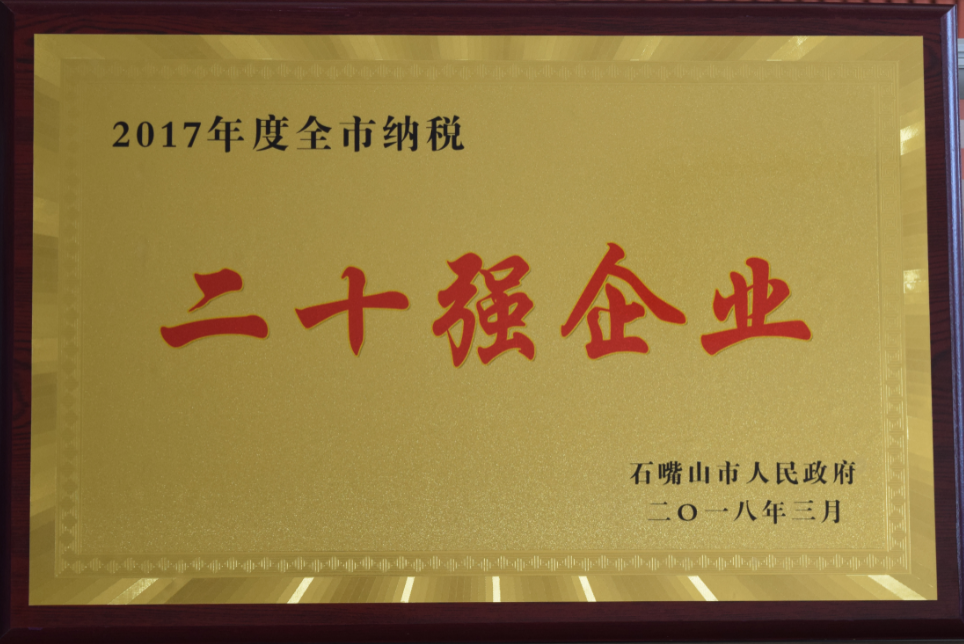 2017年度全市纳税
二十强企业
石嘴山市人民政府
二〇一八年三月